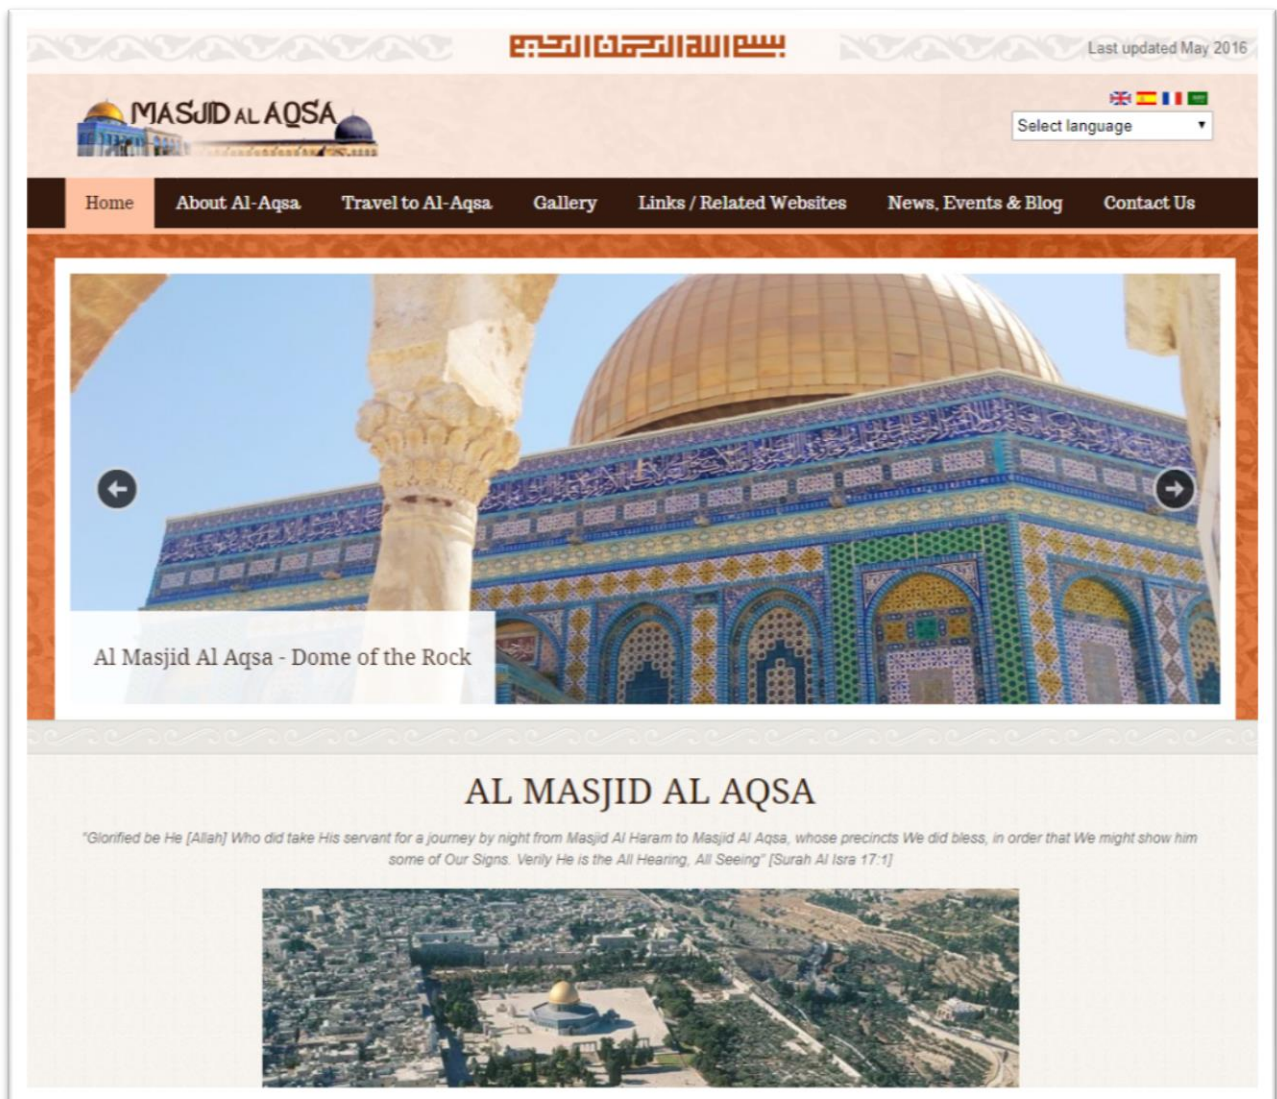 بسم الله الرحمن الرحيم
Last updated May 2016
MASJID AL AQSA
Select language
Home
About Al-Aqsa
Travel to Al-Aqsa
Gallery
Links / Related Websites
News, Events & Blog
Contact Us
Al Masjid Al Aqsa - Dome of the Rock
AL MASJID AL AQSA
"Glorified be He [Allah] Who did take His servant for a journey by night from Masjid Al Haram to Masjid Al Aqsa, whose precincts We did bless, in order that We might show him
some of Our Signs. Verily He is the All Hearing, All Seeing" [Surah Al Isra 17:1]